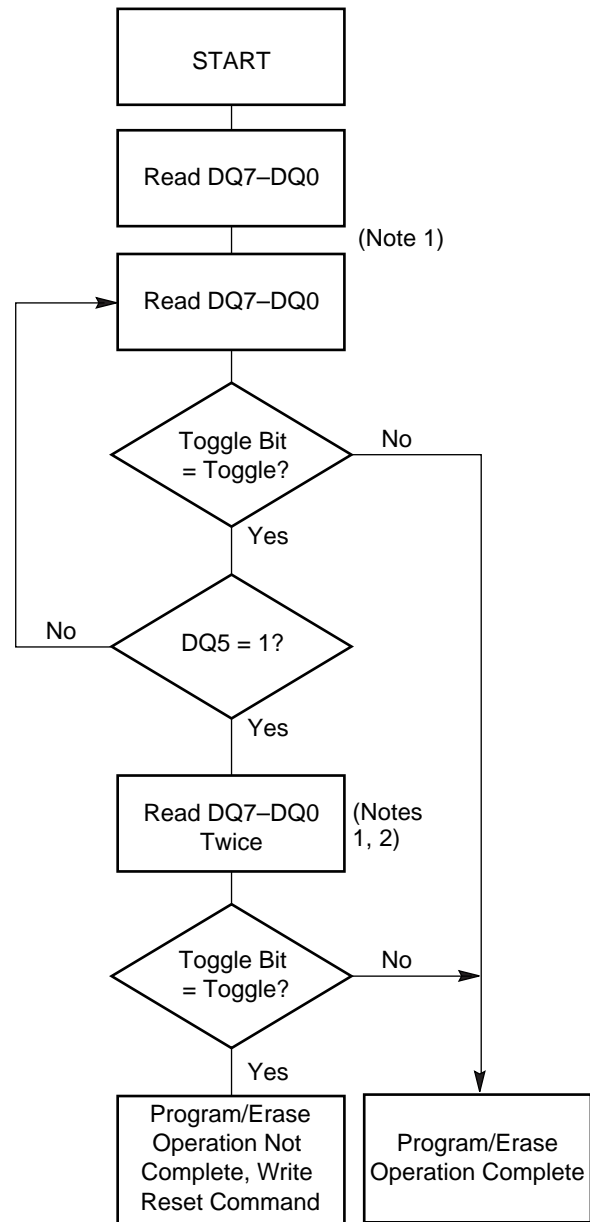 START
Read DQ7–DQ0
(Note 1)
Read DQ7–DQ0
Toggle Bit
= Toggle?
No
Yes
No
DQ5 = 1?
Yes
Read DQ7–DQ0
Twice
(Notes
1, 2)
Toggle Bit
= Toggle?
No
Yes
Program/Erase
Operation Not
Complete, Write
Reset Command
Program/Erase
Operation Complete